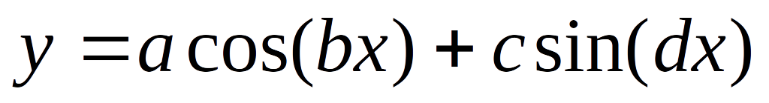 y = a cos(bx) + c sin(dx)